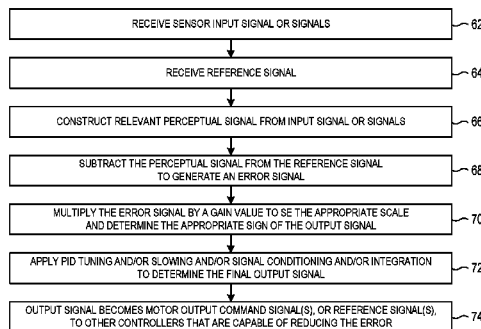 RECEIVE SENSOR INPUT SIGNAL OR SIGNALS
62
RECEIVE REFERENCE SIGNAL
64
CONSTRUCT RELEVANT PERCEPTUAL SIGNAL FROM INPUT SIGNAL OR SIGNALS
66
SUBTRACT THE PERCEPTUAL SIGNAL FROM THE REFERENCE SIGNAL
TO GENERATE AN ERROR SIGNAL
68
MULTIPLY THE ERROR SIGNAL BY A GAIN VALUE TO SE THE APPROPRIATE SCALE
AND DETERMINE THE APPROPRIATE SIGN OF THE OUTPUT SIGNAL
70
APPLY PID TUNING AND/OR SLOWING AND/OR SIGNAL CONDITIONING AND/OR INTEGRATION
TO DETERMINE THE FINAL OUTPUT SIGNAL
72
OUTPUT SIGNAL BECOMES MOTOR OUTPUT COMMAND SIGNAL(S), OR REFERENCE SIGNAL(S),
TO OTHER CONTROLLERS THAT ARE CAPABLE OF REDUCING THE ERROR
74